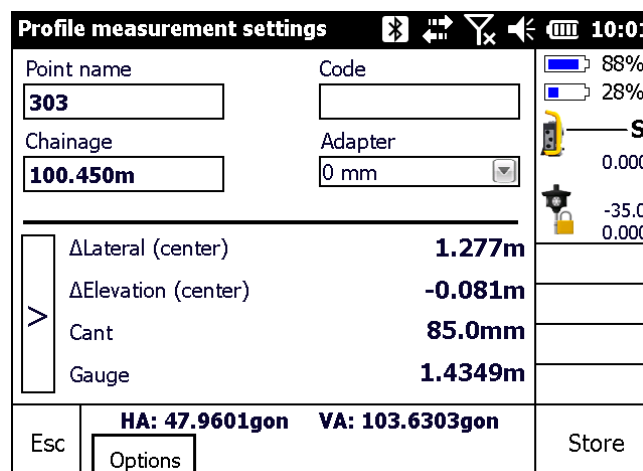 Profile measurement settings 10:01
Point name Code
303
Chainage Adapter
100.450m 0 mm
88%
28%
S
0.000
-35.0
0.000
ΔLateral (center) 1.277m
ΔElevation (center) -0.081m
Cant 85.0mm
Gauge 1.4349m
>
HA: 47.9601gon VA: 103.6303gon
Esc Options Store